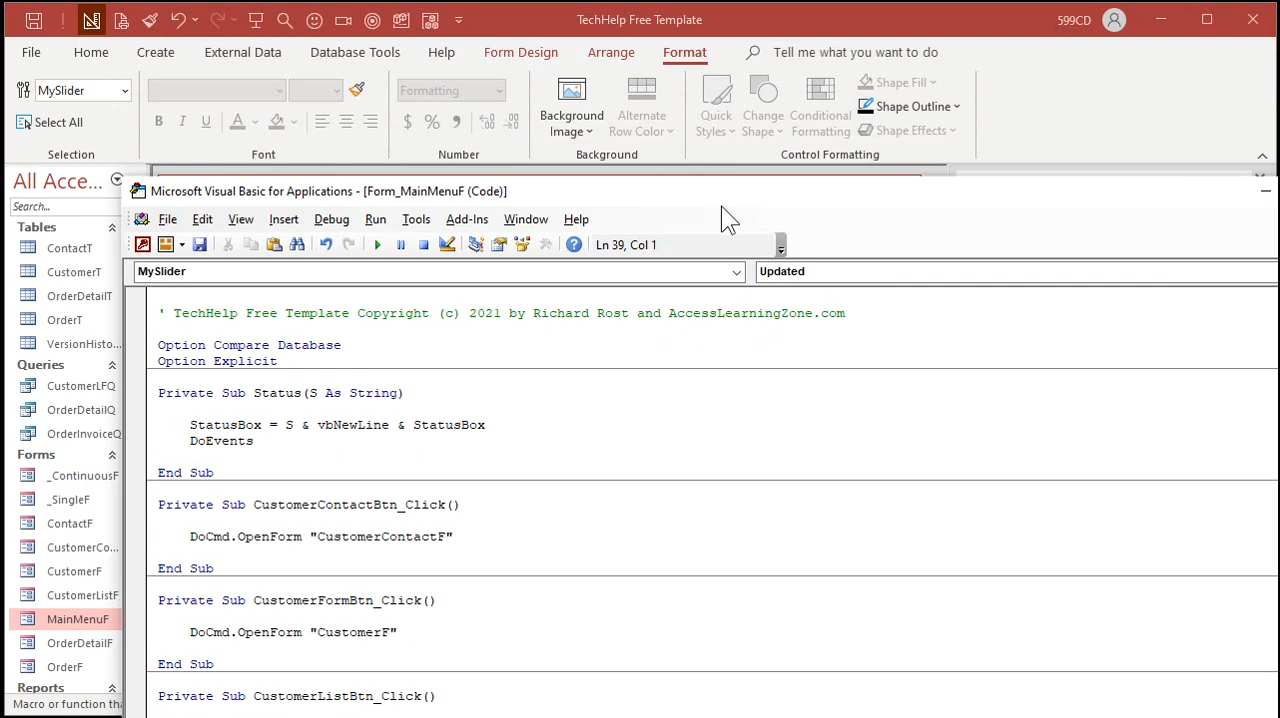 TechHelp Free Template
599CD
File Home Create External Data Database Tools Help Form Design Arrange Format Tell me what you want to do
MySlider
Select All
Selection
B I U A
Font
Formatting
$ %
Number
Background Image
Alternate Row Color
Background
Quick Styles
Change Shape
Conditional Formatting
Shape Fill
Shape Outline
Shape Effects
Control Formatting
All Acce...
Search...
Tables
ContactT
CustomerT
OrderDetailT
OrderT
VersionHisto...
Queries
CustomerLFQ
OrderDetailQ
OrderInvoiceQ
Forms
_ContinuousF
_SingleF
ContactF
CustomerCo...
CustomerF
CustomerListF
MainMenuF
OrderDetailF
OrderF
Reports
Macro or function tha
Microsoft Visual Basic for Applications - [Form_MainMenuF (Code)]
File Edit View Insert Debug Run Tools Add-Ins Window Help
Ln 39, Col 1
MySlider
Updated
' TechHelp Free Template Copyright (c) 2021 by Richard Rost and AccessLearningZone.com
Option Compare Database
Option Explicit
Private Sub Status(S As String)
StatusBox = S & vbNewLine & StatusBox
DoEvents
End Sub
Private Sub CustomerContactBtn_Click()
DoCmd.OpenForm "CustomerContactF"
End Sub
Private Sub CustomerFormBtn_Click()
DoCmd.OpenForm "CustomerF"
End Sub
Private Sub CustomerListBtn_Click()